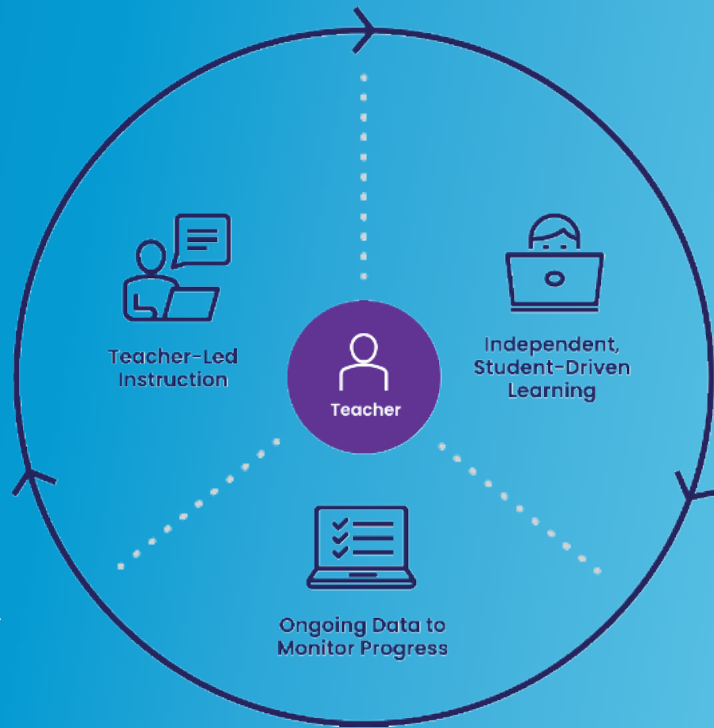 Teacher-Led
Instruction
Teacher
Independent,
Student-Driven
Learning
Ongoing Data to
Monitor Progress